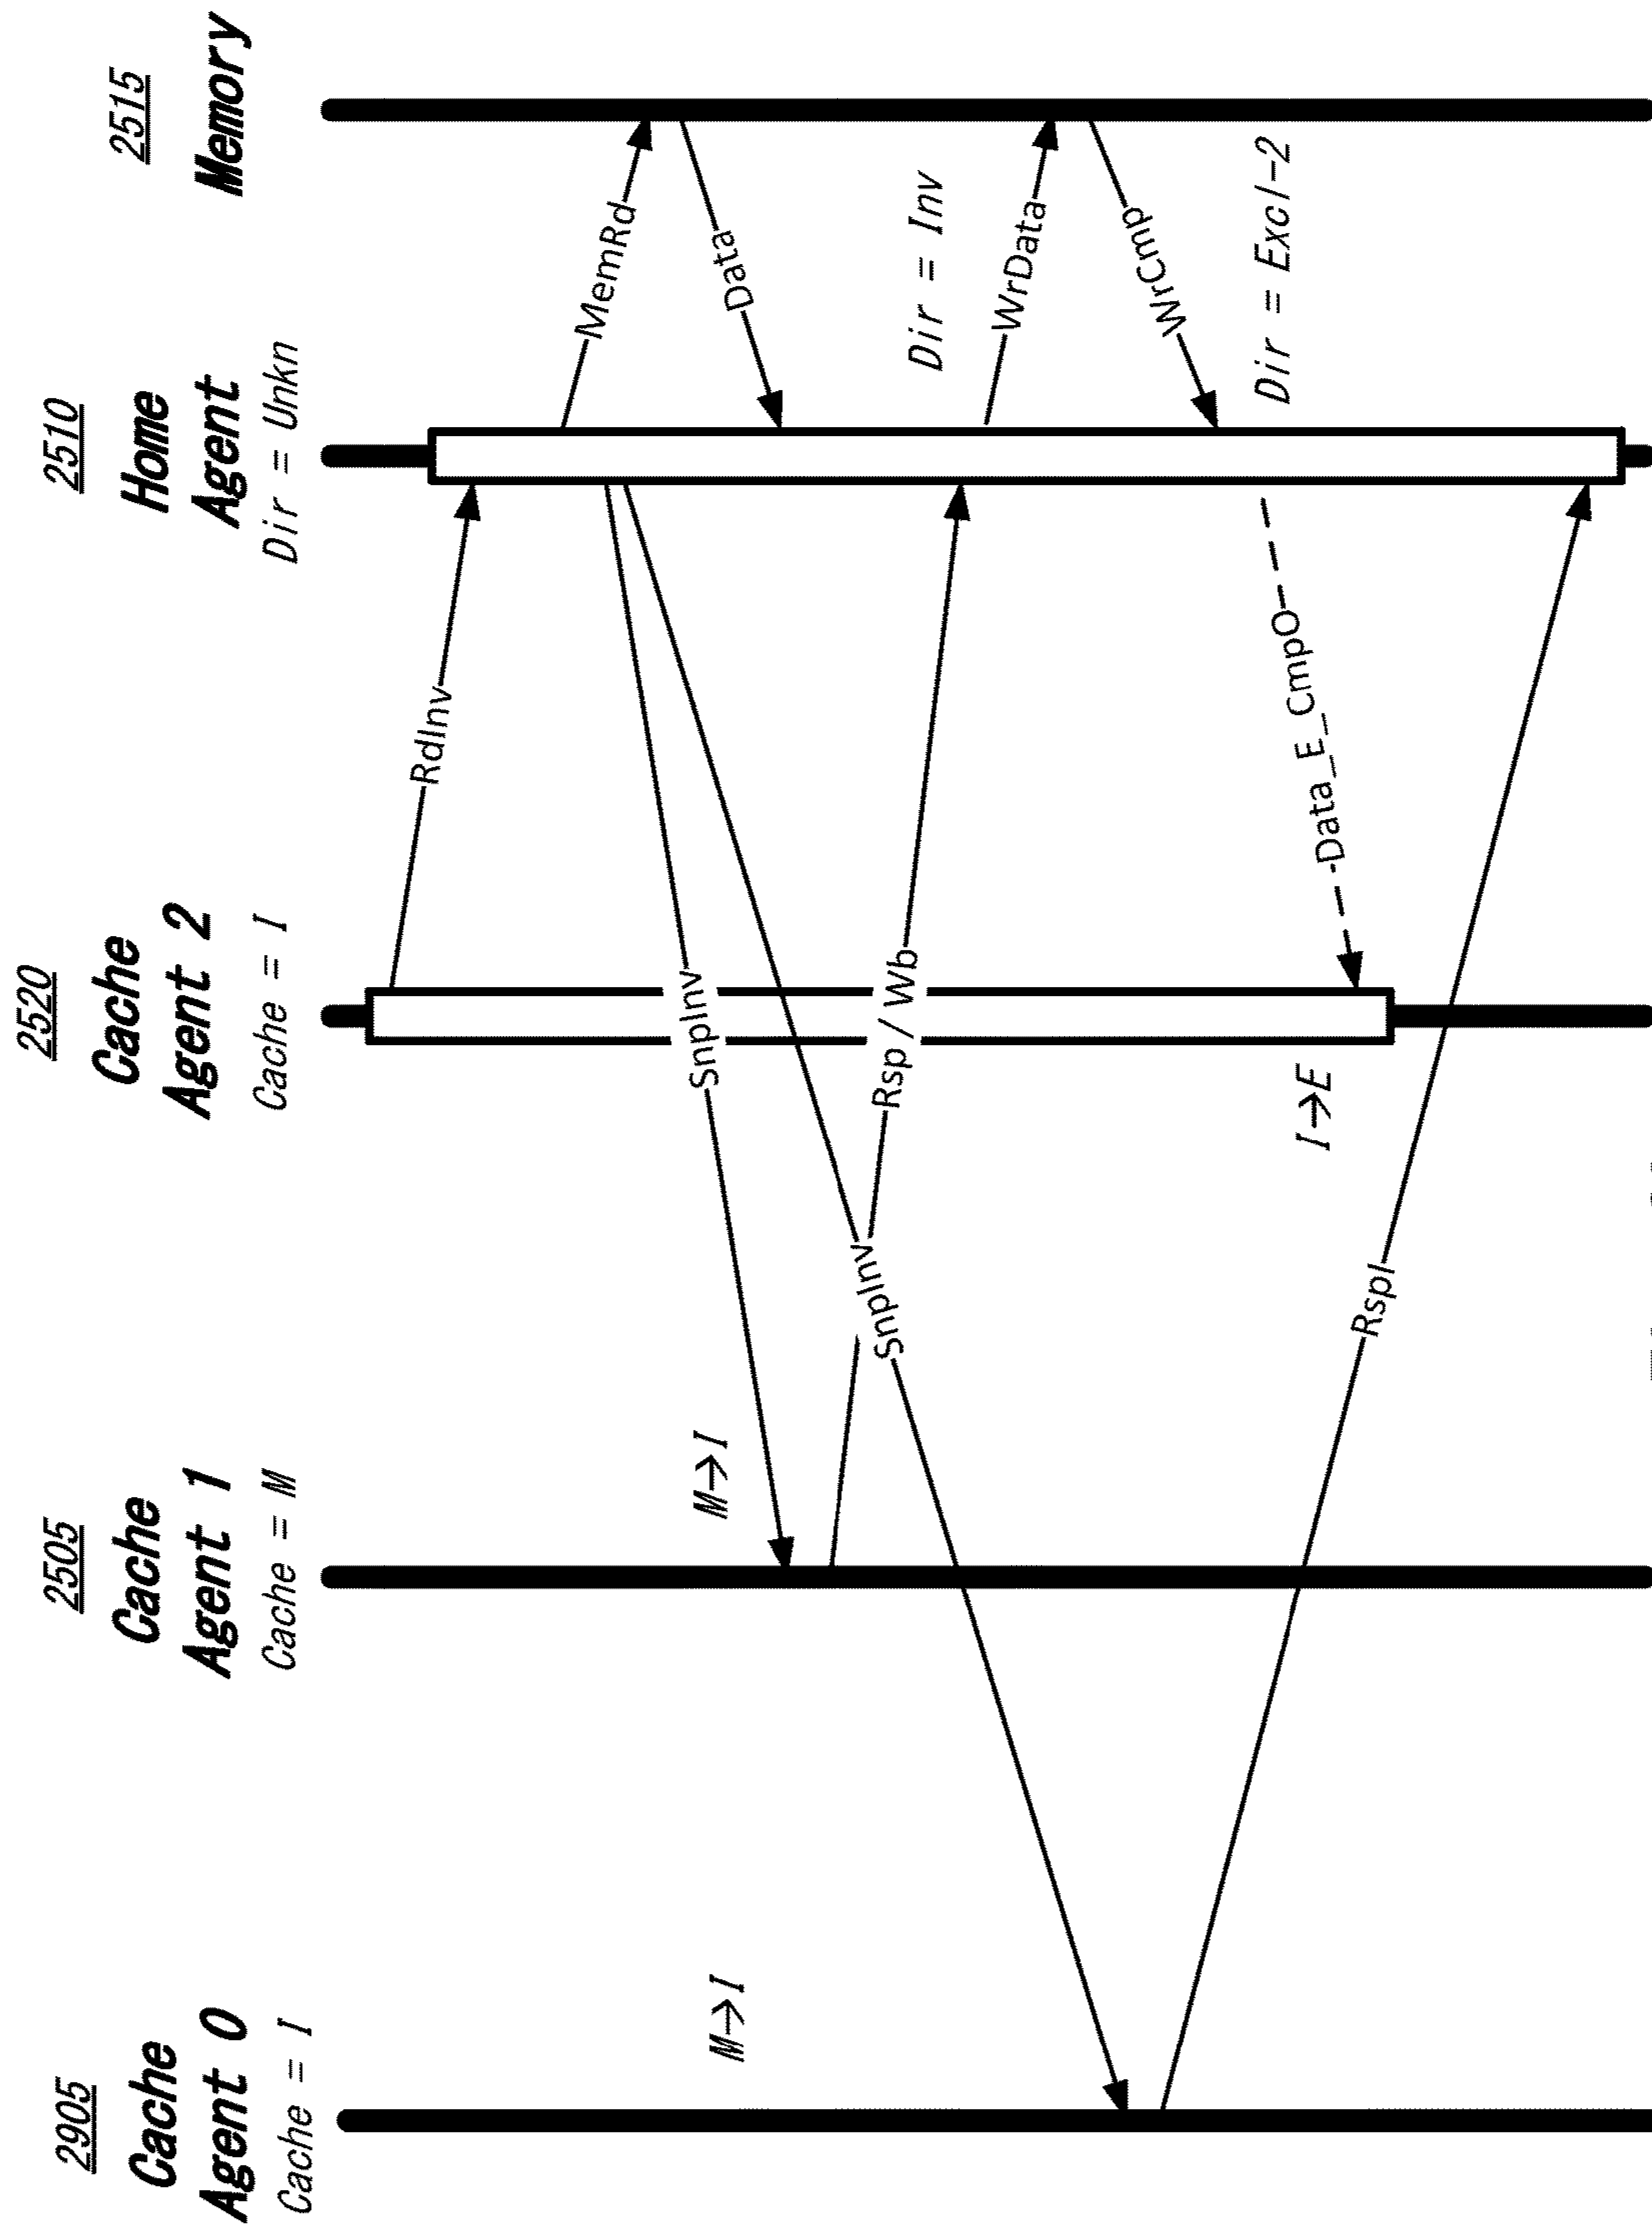 2905
Cache
Agent 0
Cache = I
2505
Cache
Agent 1
Cache = M
2520
Cache
Agent 2
Cache = I
2510
Home
Agent
Dir = Unkn
2515
Memory
RdInv
MemRd
SnpInv
SnpInv
Data
M→I
M→I
Rsp / Wb
Dir = Inv
WrData
WrCmp
Dir = Excl-2
Data_E_CmpO
I→E
RspI